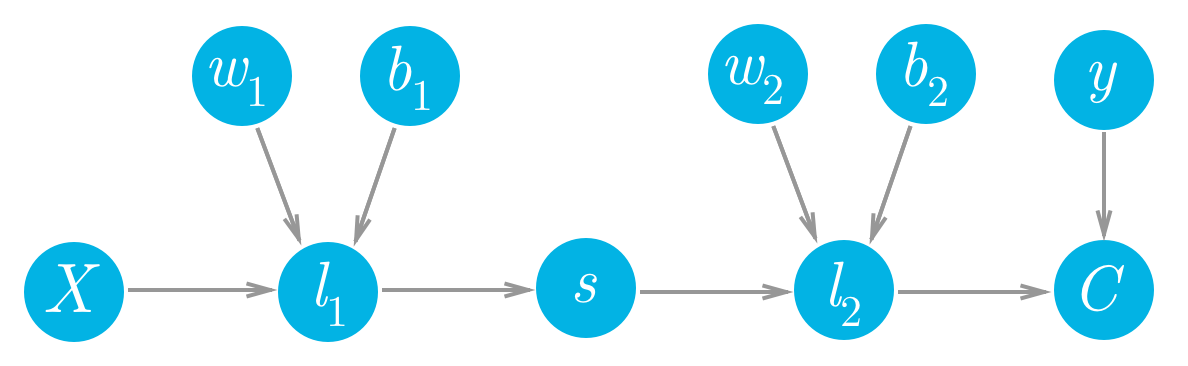 w₁ b₁ w₂ b₂ y
X l₁ s l₂ C